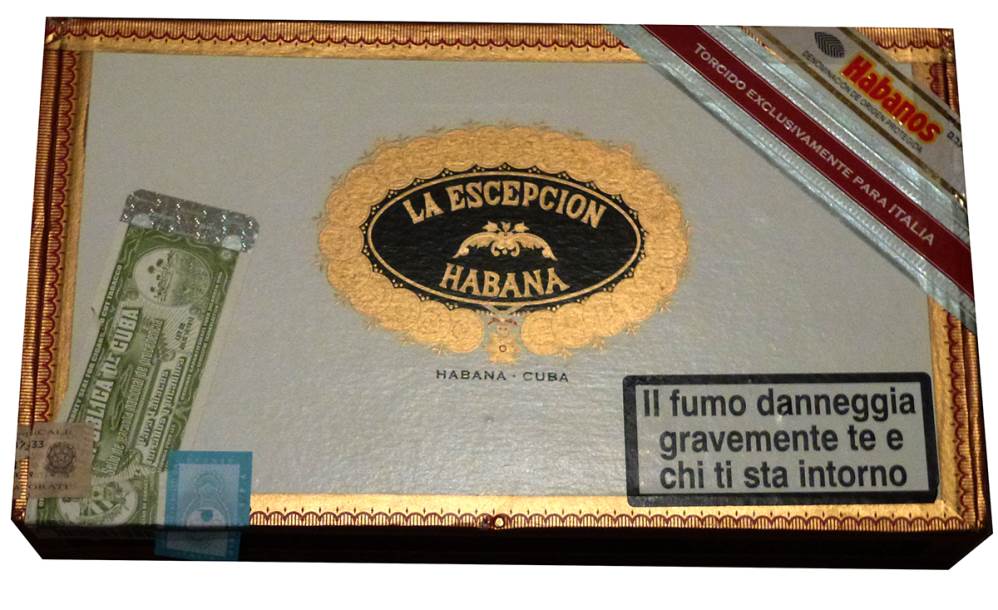 Habanos
DENOMINACIÓN DE ORIGEN PROTEGIDA
TORCIDO EXCLUSIVAMENTE PARA ITALIA
LA ESCEPCION
HABANA
HABANA · CUBA
REPUBLICA DE CUBA
Il fumo danneggia
gravemente te e
chi ti sta intorno